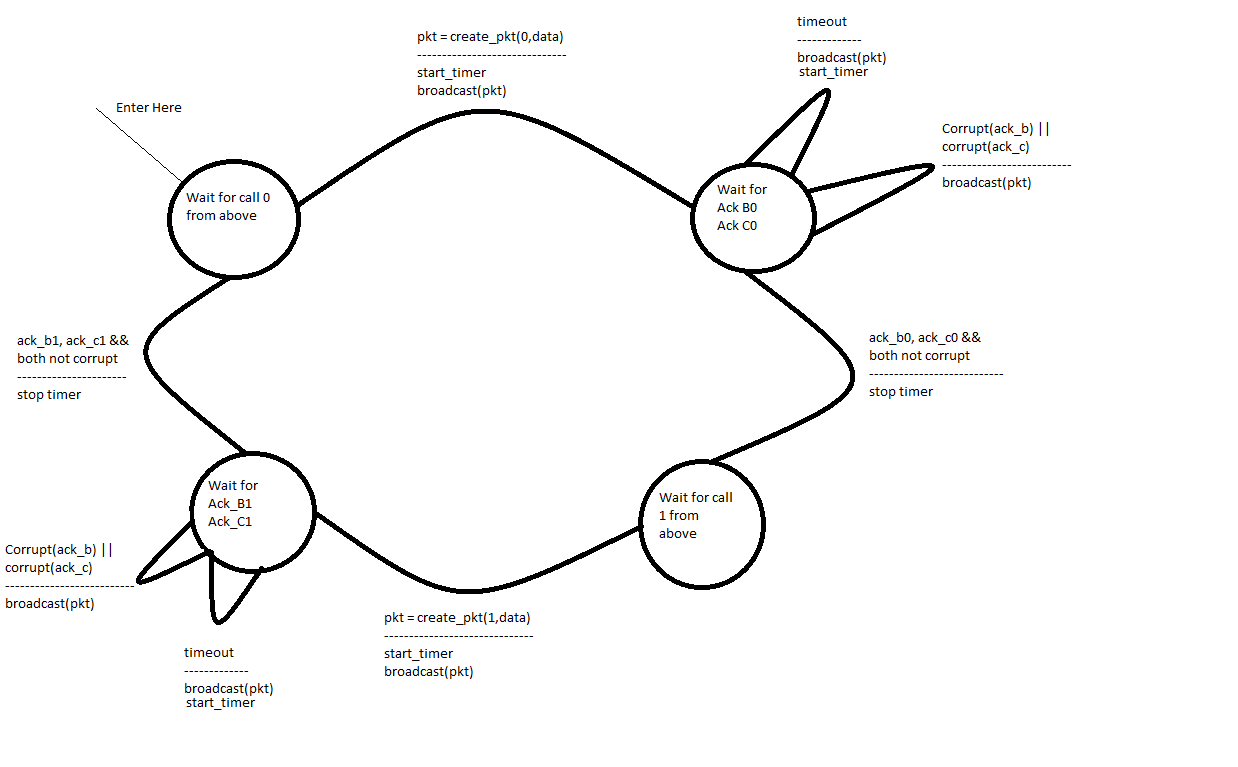 pkt = create_pkt(0,data)
------------------------------
start_timer
broadcast(pkt)
timeout
-------------
broadcast(pkt)
start_timer
Enter Here
Corrupt(ack_b) ||
corrupt(ack_c)
--------------------------
broadcast(pkt)
Wait for call 0
from above
Wait for
Ack B0
Ack C0
ack_b1, ack_c1 &&
both not corrupt
----------------------
stop timer
ack_b0, ack_c0 &&
both not corrupt
---------------------------
stop timer
Wait for
Ack_B1
Ack_C1
Wait for call
1 from
above
Corrupt(ack_b) ||
corrupt(ack_c)
--------------------------
broadcast(pkt)
pkt = create_pkt(1,data)
------------------------------
start_timer
broadcast(pkt)
timeout
-------------
broadcast(pkt)
start_timer